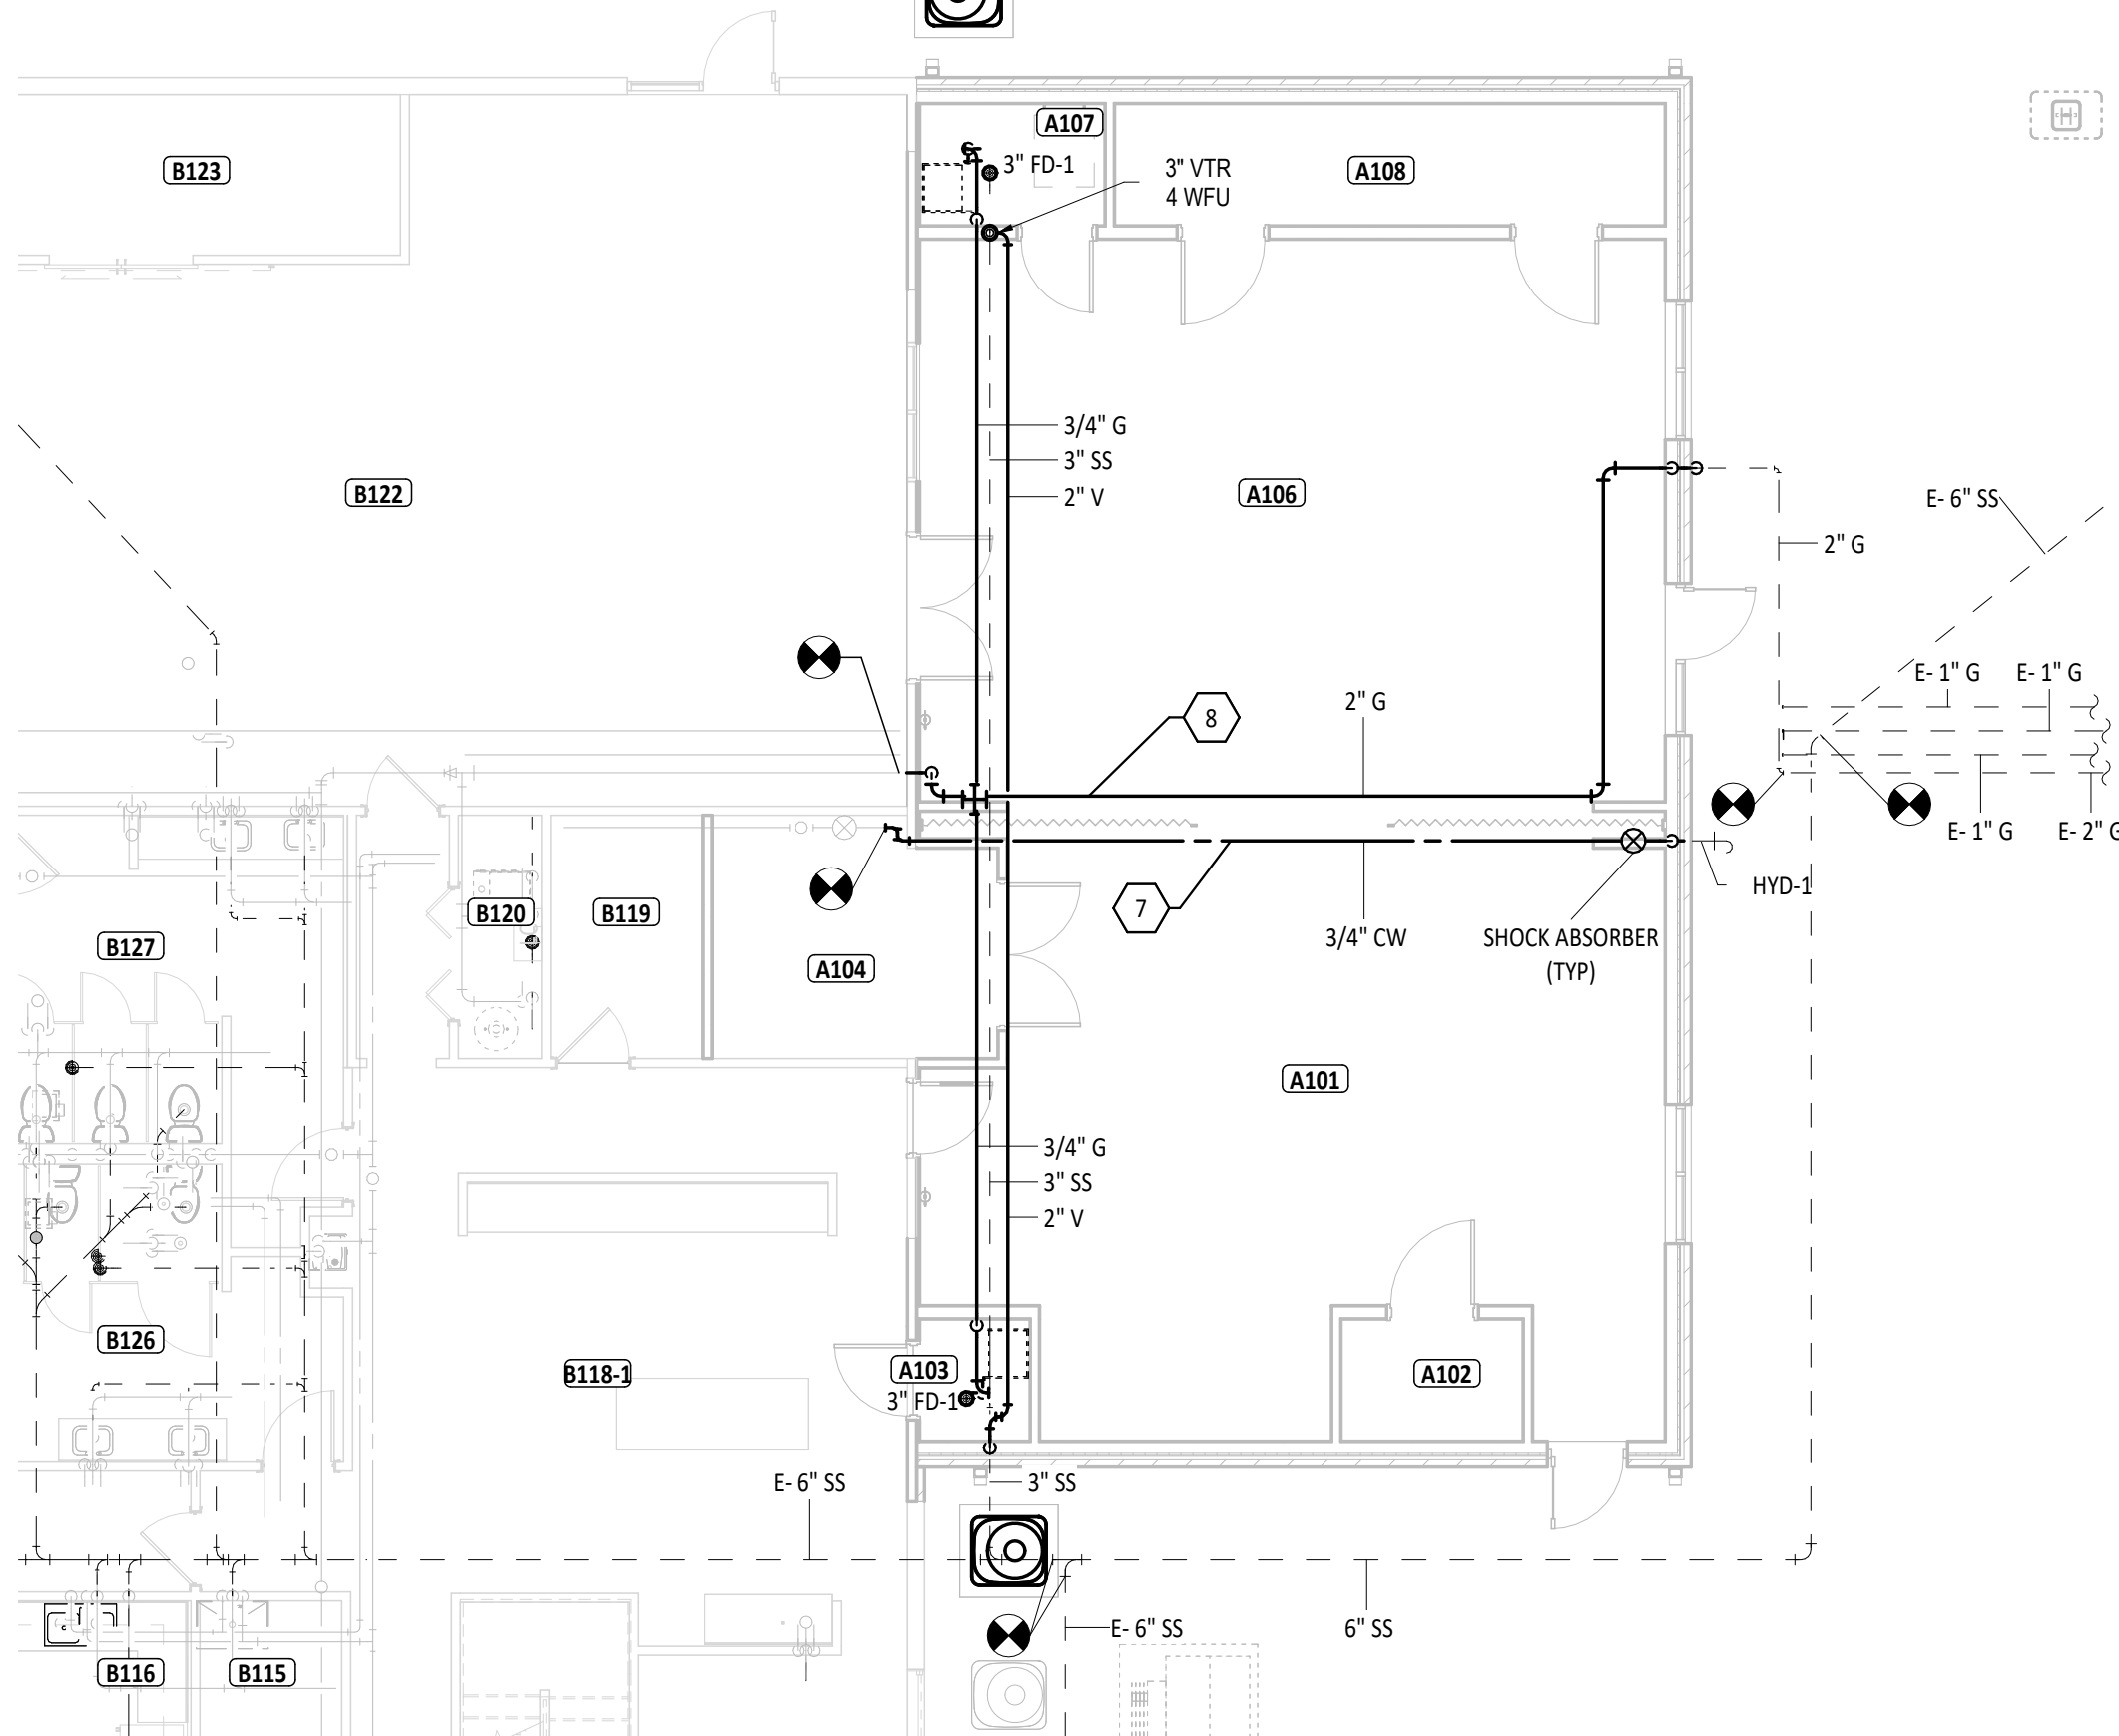 A107
B123
3" FD-1
3" VTR
4 WFU
A108
3/4" G
3" SS
2" V
B122
A106
E- 6" SS
2" G
E- 1" G
E- 1" G
8
2" G
E- 1" G
E- 2" G
HYD-1
7
3/4" CW
SHOCK ABSORBER
(TYP)
B120
B119
B127
A104
A101
3/4" G
3" SS
2" V
B126
B118-1
A103
3" FD-1
A102
E- 6" SS
3" SS
E- 6" SS
6" SS
B116
B115